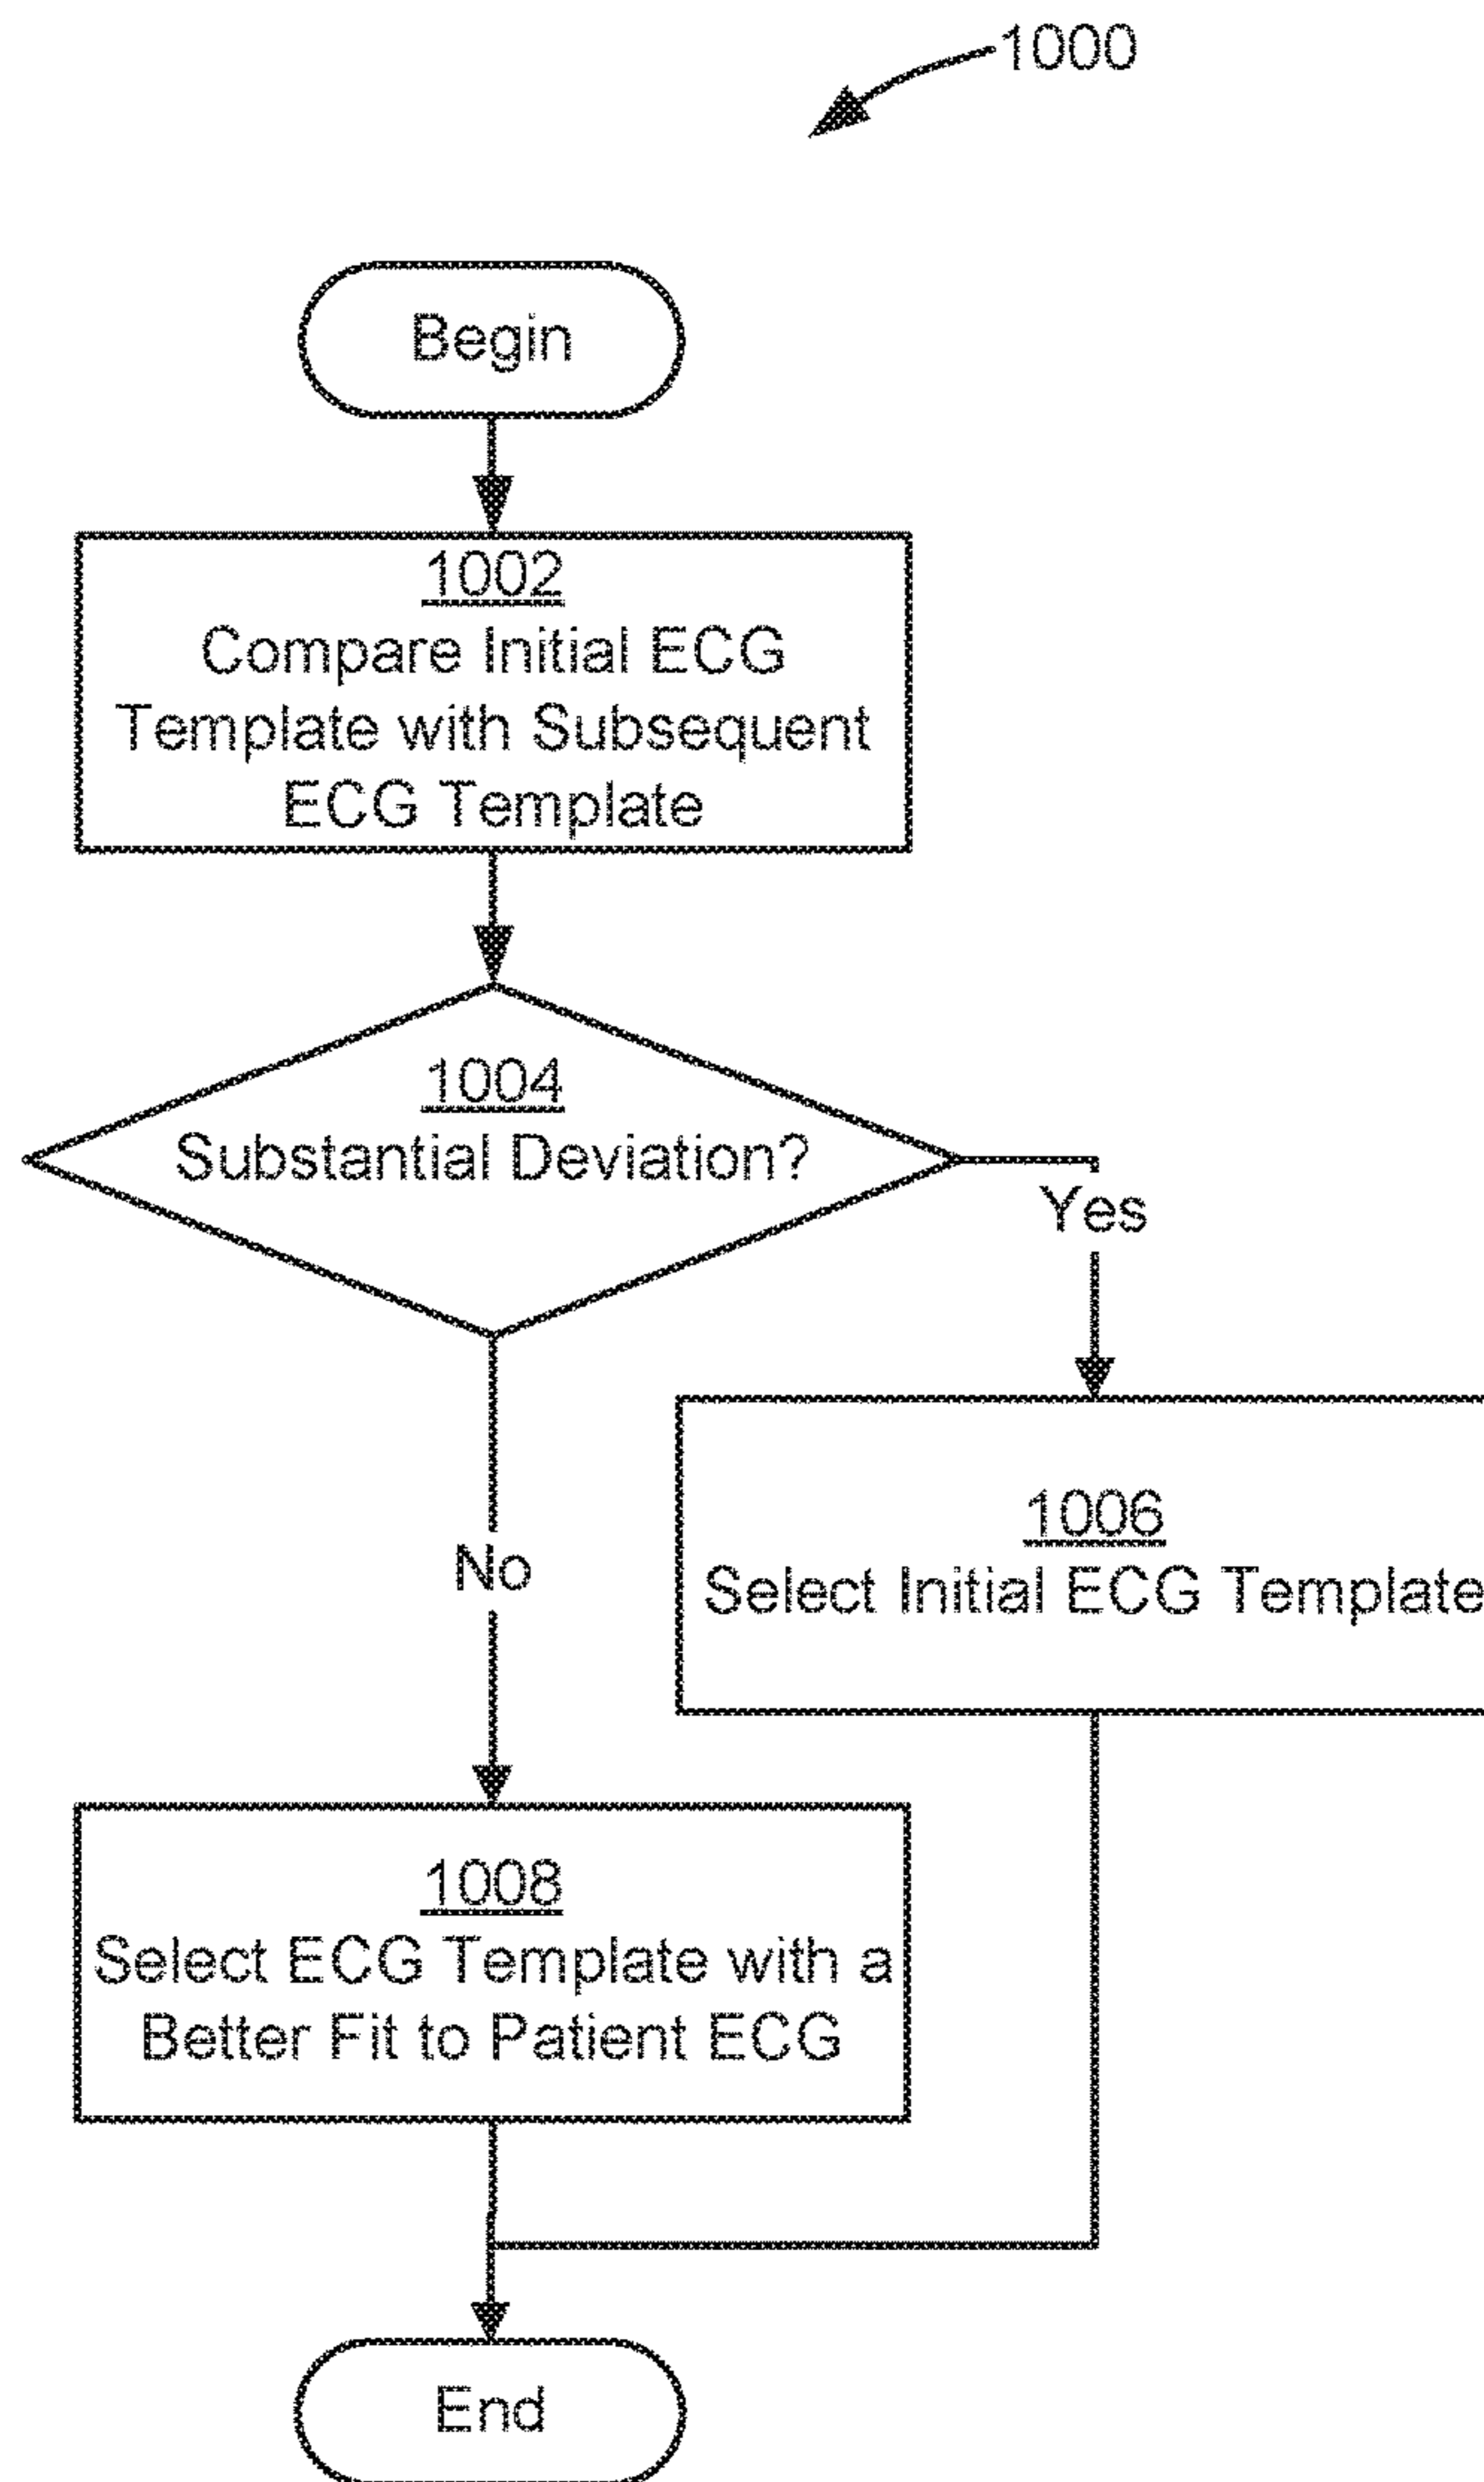 1000
Begin
1002
Compare Initial ECG
Template with Subsequent
ECG Template
1004
Substantial Deviation?
Yes
1006
Select Initial ECG Template
No
1008
Select ECG Template with a
Better Fit to Patient ECG
End